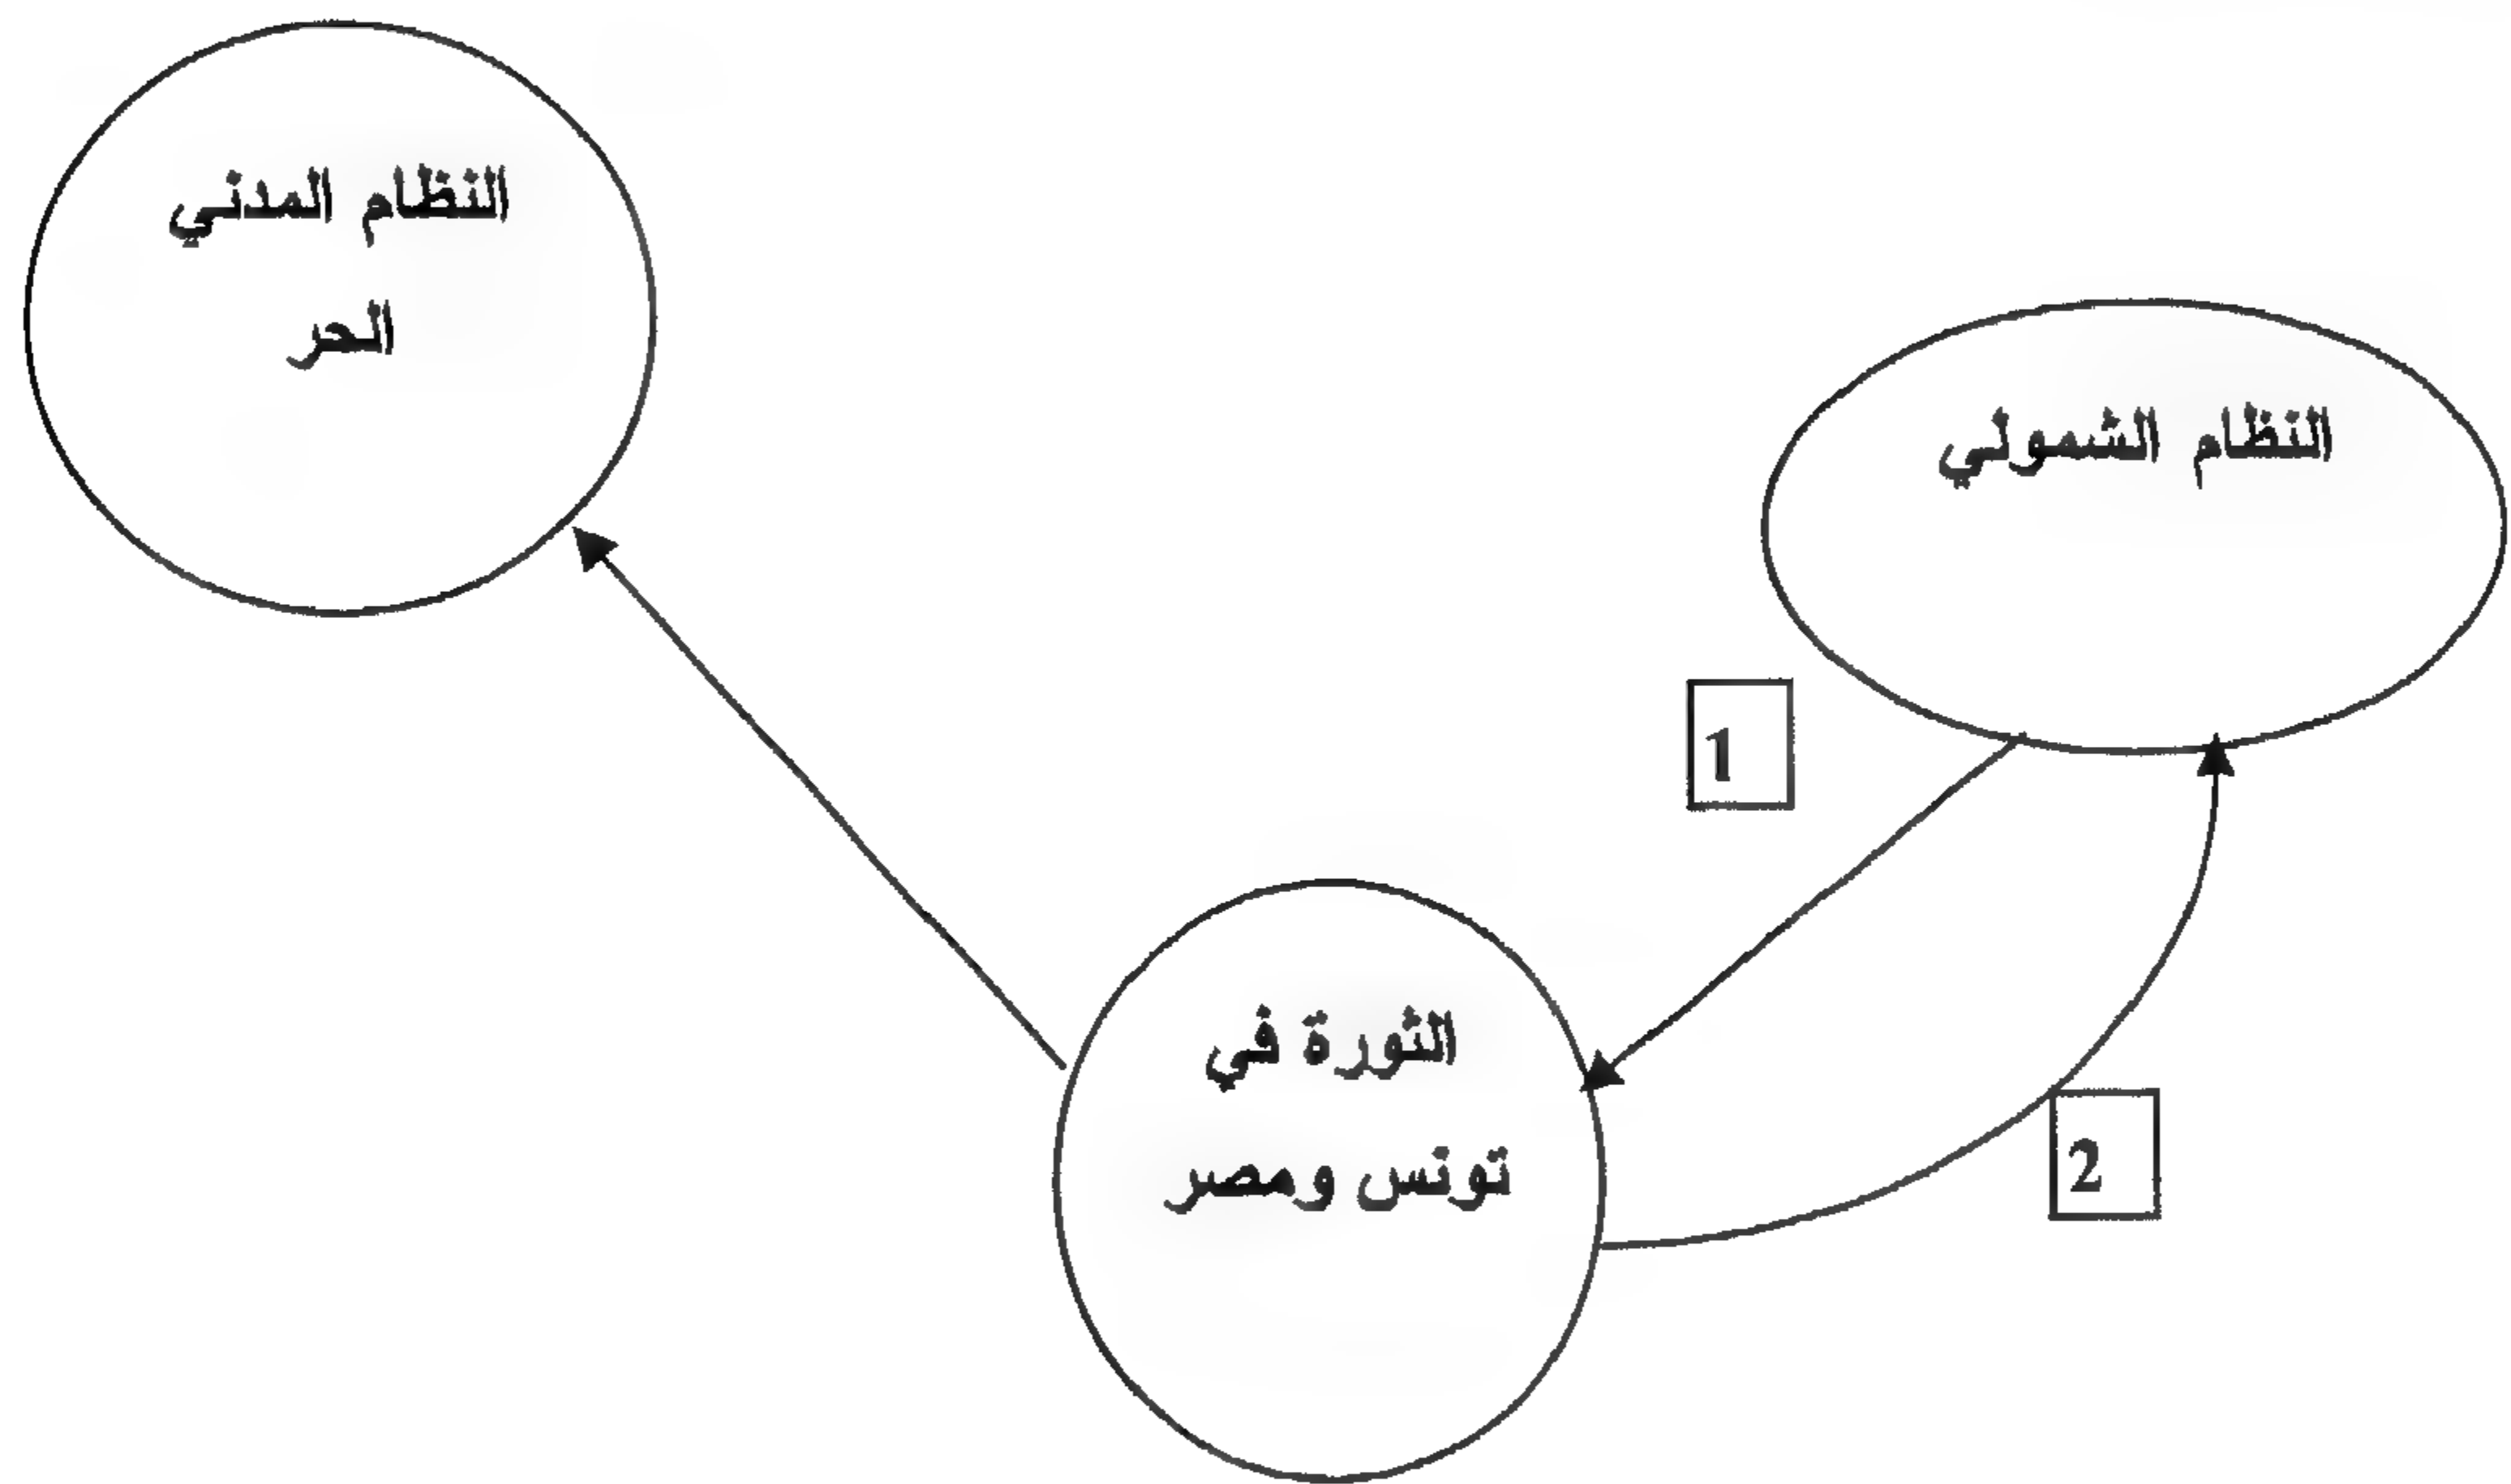 النظام المدني
الحر
النظام الشمولي
1
الثورة في
تونس ومصر
2